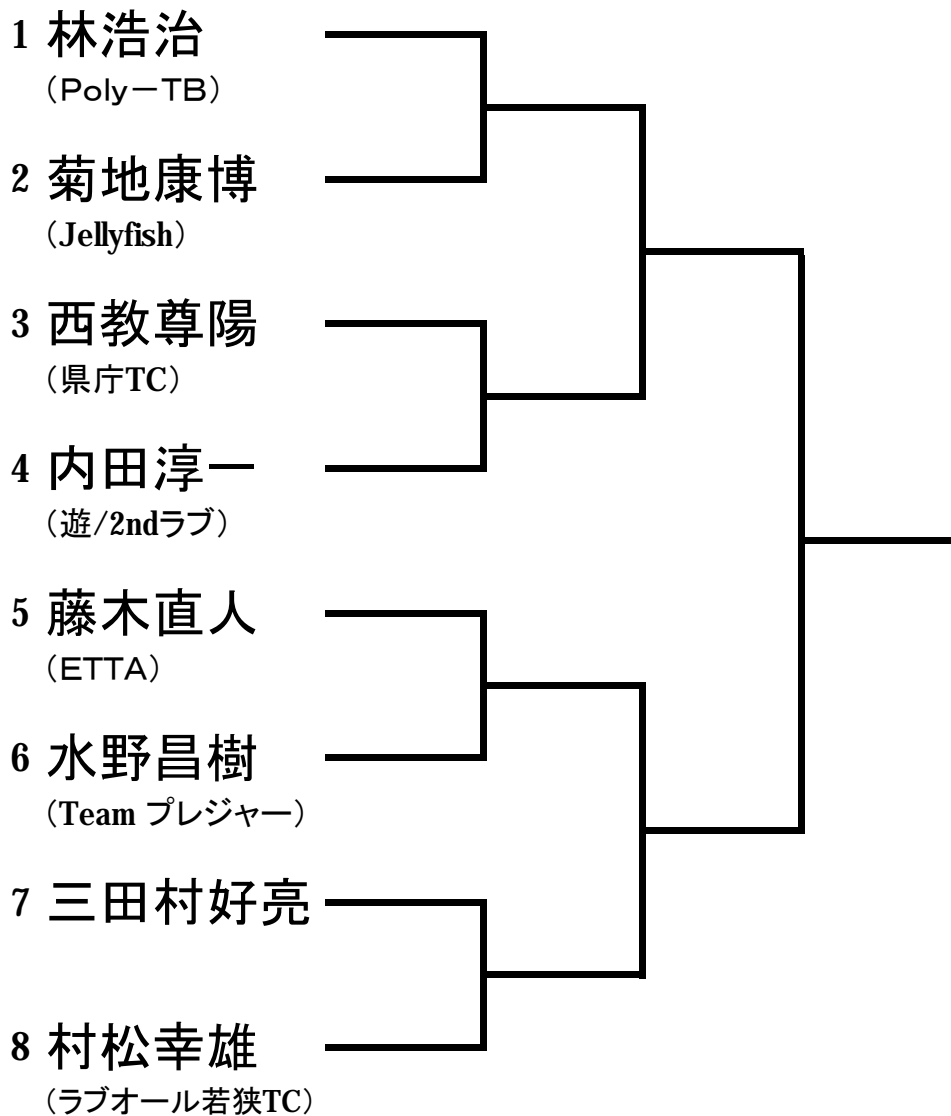 1 林浩治
（Poly－TB）
2 菊地康博
（Jellyfish）
3 西教尊陽
（県庁TC）
4 内田淳一
（遊/2ndラブ）
5 藤木直人
（ETTA）
6 水野昌樹
（Team プレジャー）
7 三田村好亮
8 村松幸雄
（ラブオール若狭TC）